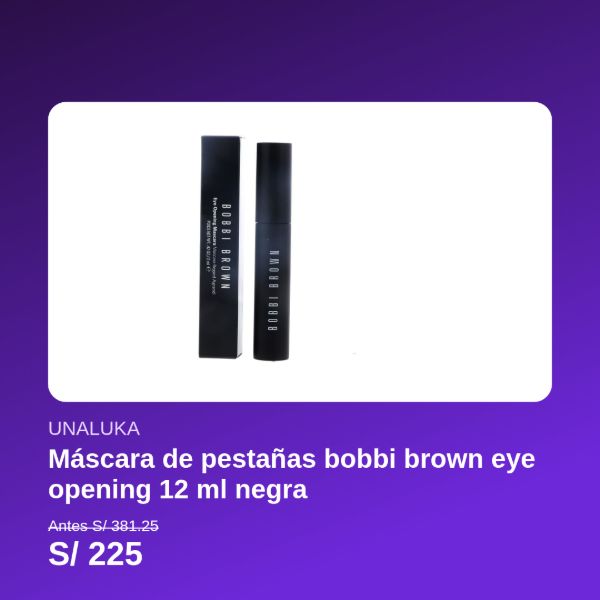 BOBBI BROWN
Eye Opening Mascara
BOBBI BROWN
UNALUKA
Máscara de pestañas bobbi brown eye
opening 12 ml negra
Antes S/ 381.25
S/ 225